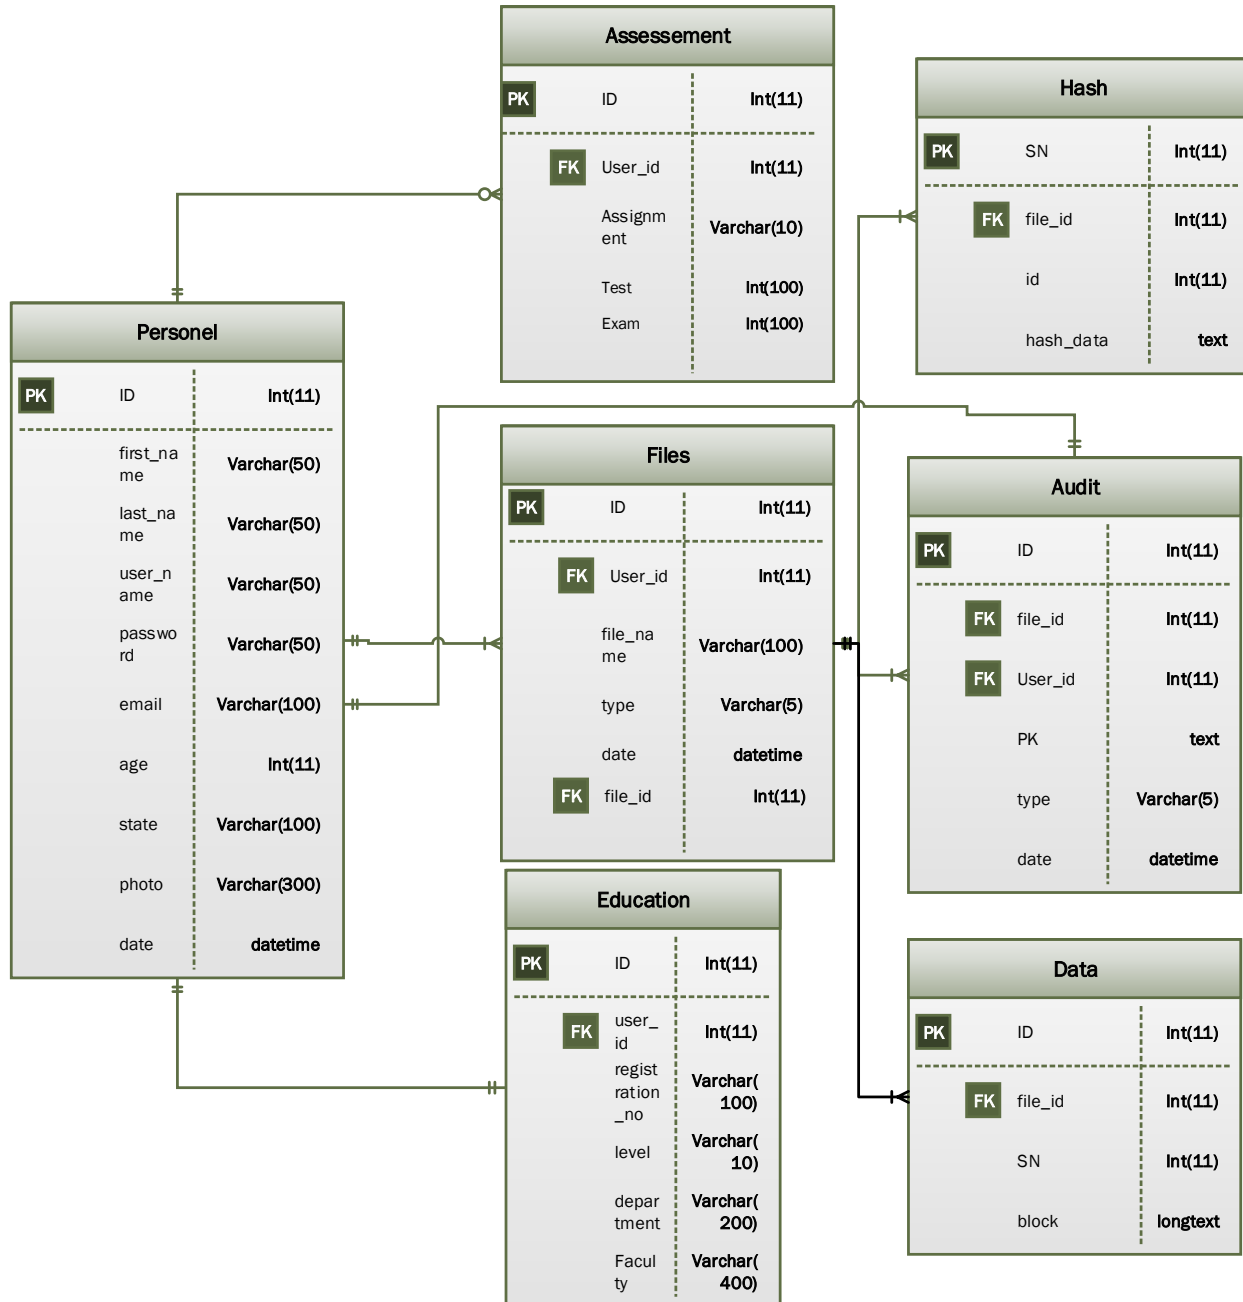 Assessement
PK ID Int(11)
FK User_id Int(11)
Assignm
ent Varchar(10)
Test Int(100)
Exam Int(100)
Hash
PK SN Int(11)
FK file_id Int(11)
id Int(11)
hash_data text
Personel
PK ID Int(11)
first_na
me Varchar(50)
last_na
me Varchar(50)
user_n
ame Varchar(50)
passwo
rd Varchar(50)
email Varchar(100)
age Int(11)
state Varchar(100)
photo Varchar(300)
date datetime
Files
PK ID Int(11)
FK User_id Int(11)
file_na
me Varchar(100)
type Varchar(5)
date datetime
FK file_id Int(11)
Audit
PK ID Int(11)
FK file_id Int(11)
FK User_id Int(11)
PK text
type Varchar(5)
date datetime
Education
PK ID Int(11)
FK user_
id Int(11)
regist
ration
_no
Varchar(
100)
level
Varchar(
10)
depar
tment
Varchar(
200)
Facul
ty
Varchar(
400)
Data
PK ID Int(11)
FK file_id Int(11)
SN Int(11)
block longtext